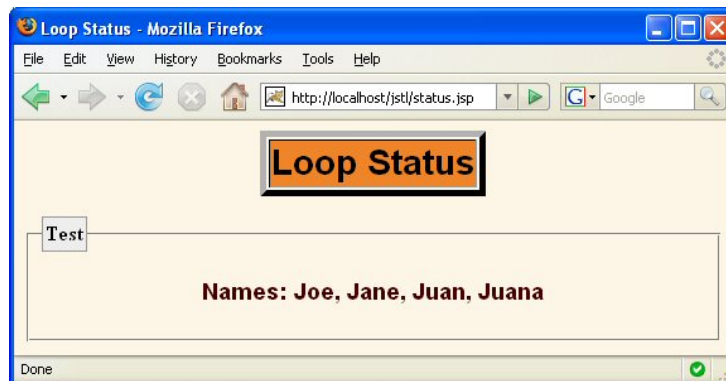 Loop Status - Mozilla Firefox
File Edit View History Bookmarks Tools Help
http://localhost/jstl/status.jsp G Google
Loop Status
Test
Names: Joe, Jane, Juan, Juana
Done